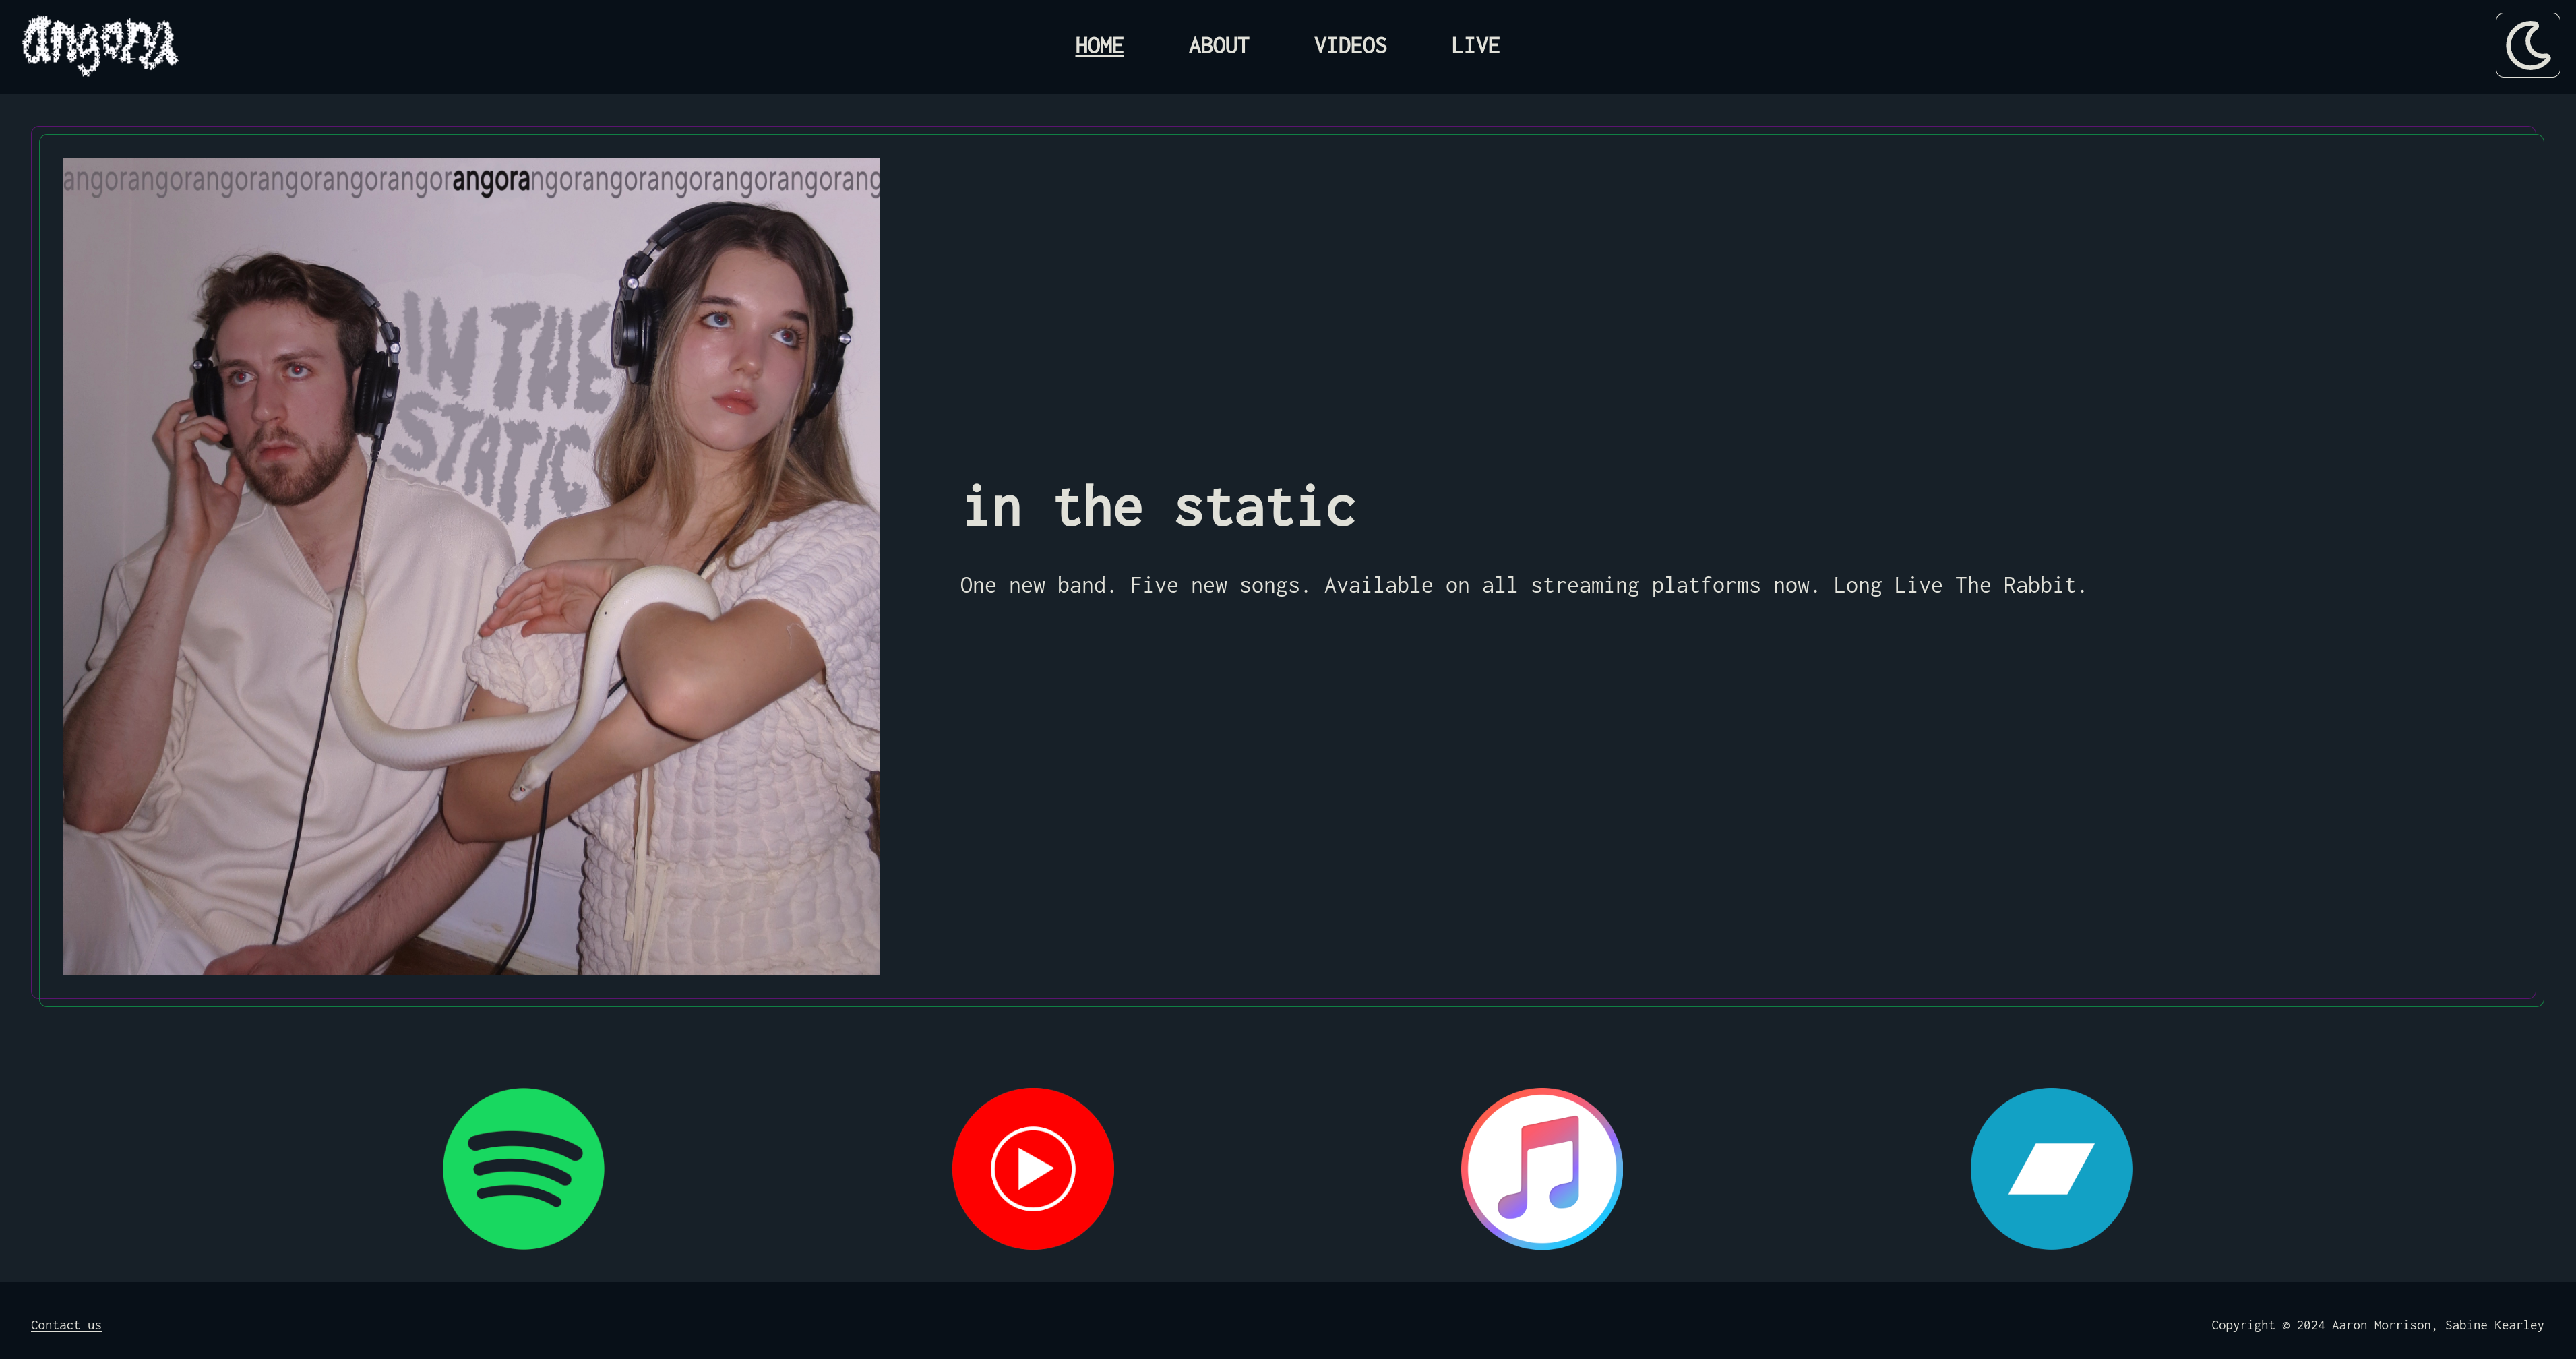 angora
HOME ABOUT VIDEOS LIVE
angorangorangorangorangorangorangorangorangorangorangorangorang
IN THE
STATIC
in the static
One new band. Five new songs. Available on all streaming platforms now. Long Live The Rabbit.
Contact us
Copyright © 2024 Aaron Morrison, Sabine Kearley